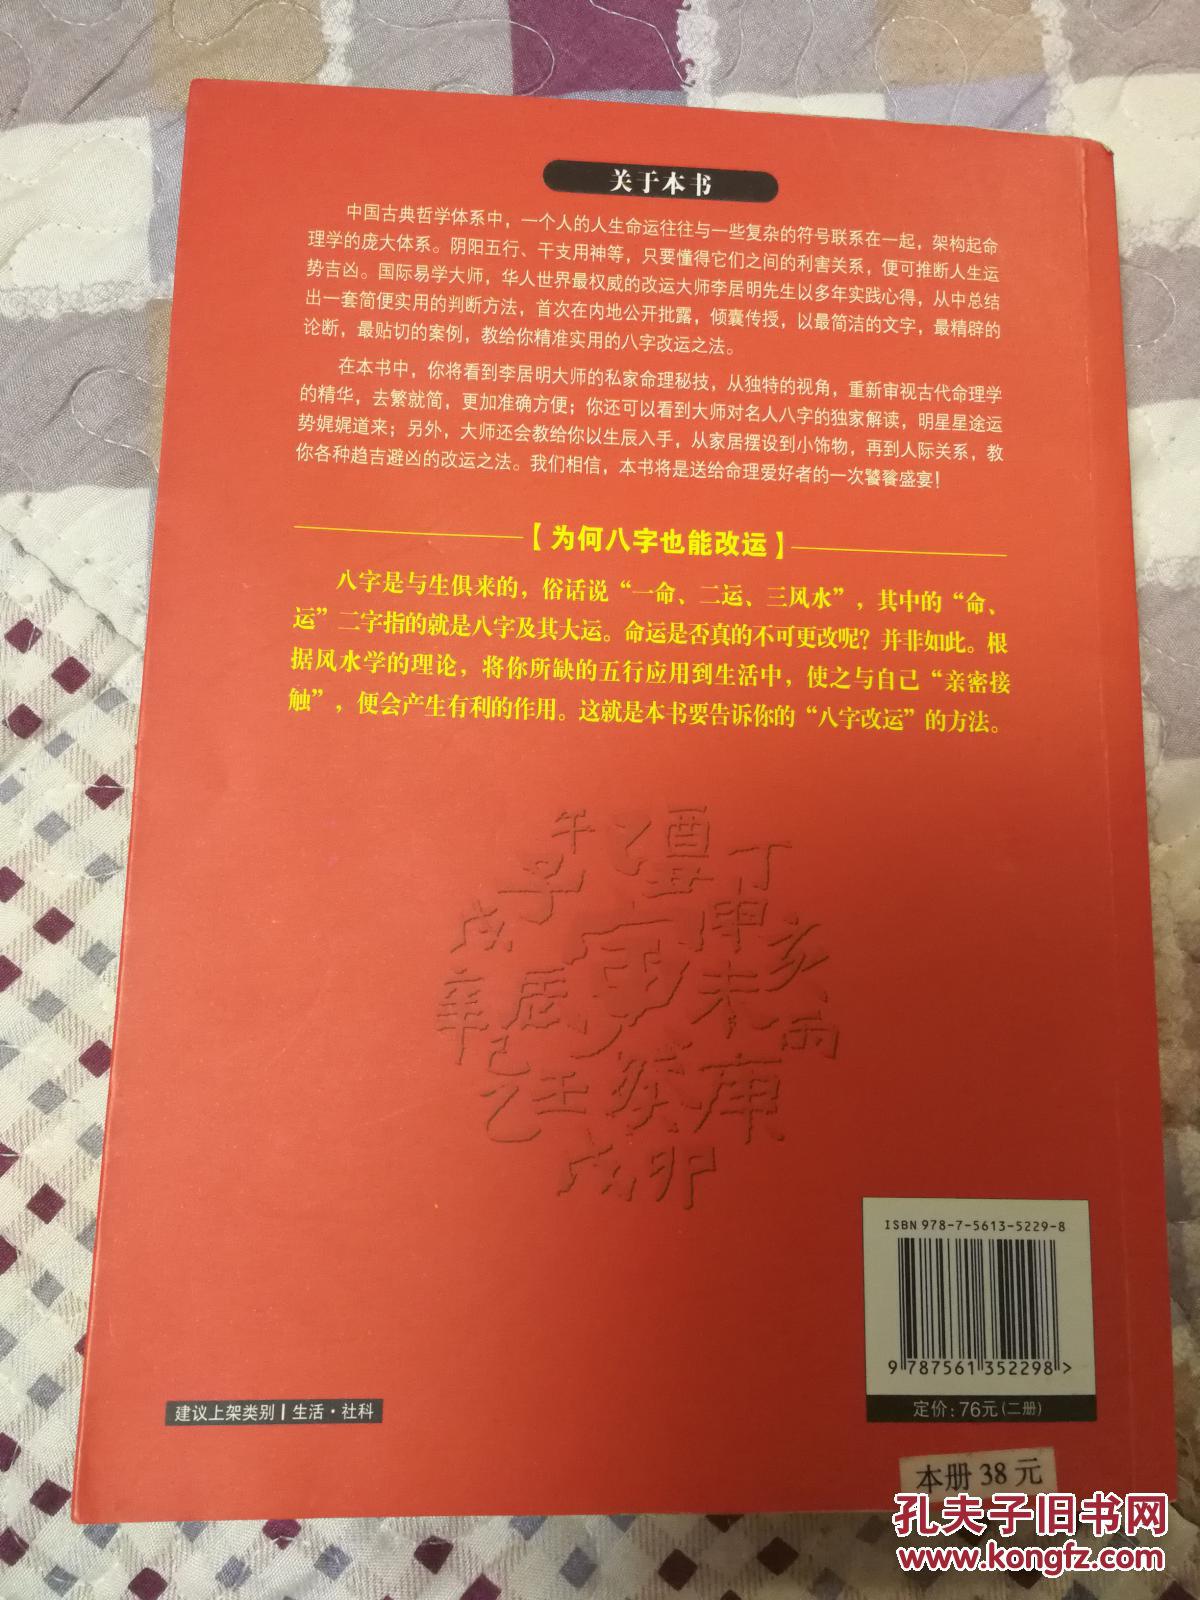 关于本书
中国古典哲学体系中，一个人的人生命运往往与一些复杂的符号联系在一起，架构起命
理学的庞大体系。阴阳五行、干支用神等，只要懂得它们之间的利害关系，便可推断人生运
势吉凶。国际易学大师，华人世界最权威的改运大师李居明先生以多年实践心得，从中总结
出一套简便实用的判断方法，首次在内地公开批露，倾囊传授，以最简洁的文字，最精辟的
论断，最贴切的案例，教给你精准实用的八字改运之法。
在本书中，你将看到李居明大师的私家命理秘技，从独特的视角，重新审视古代命理学
的精华，去繁就简，更加准确方便；你还可以看到大师对名人八字的独家解读，明星星途运
势娓娓道来；另外，大师还会教给你以生辰入手，从家居摆设到小饰物，再到人际关系，教
你各种趋吉避凶的改运之法。我们相信，本书将是送给命理爱好者的一次饕餮盛宴！
【为何八字也能改运】
八字是与生俱来的，俗话说“一命、二运、三风水”，其中的“命、
运”二字指的就是八字及其大运。命运是否真的不可更改呢？并非如此。根
据风水学的理论，将你所缺的五行应用到生活中，使之与自己“亲密接
触”，便会产生有利的作用。这就是本书要告诉你的“八字改运”的方法。
午 乙 酉
子 丑 丁
戌 寅 申 亥
辛 辰 未 丙
己 壬 癸 庚
戊 卯
ISBN 978-7-5613-5229-8
9 787561 352298 >
定价：76元（二册）
建议上架类别 | 生活·社科
本册 38 元
孔夫子旧书网
www.kongfz.com